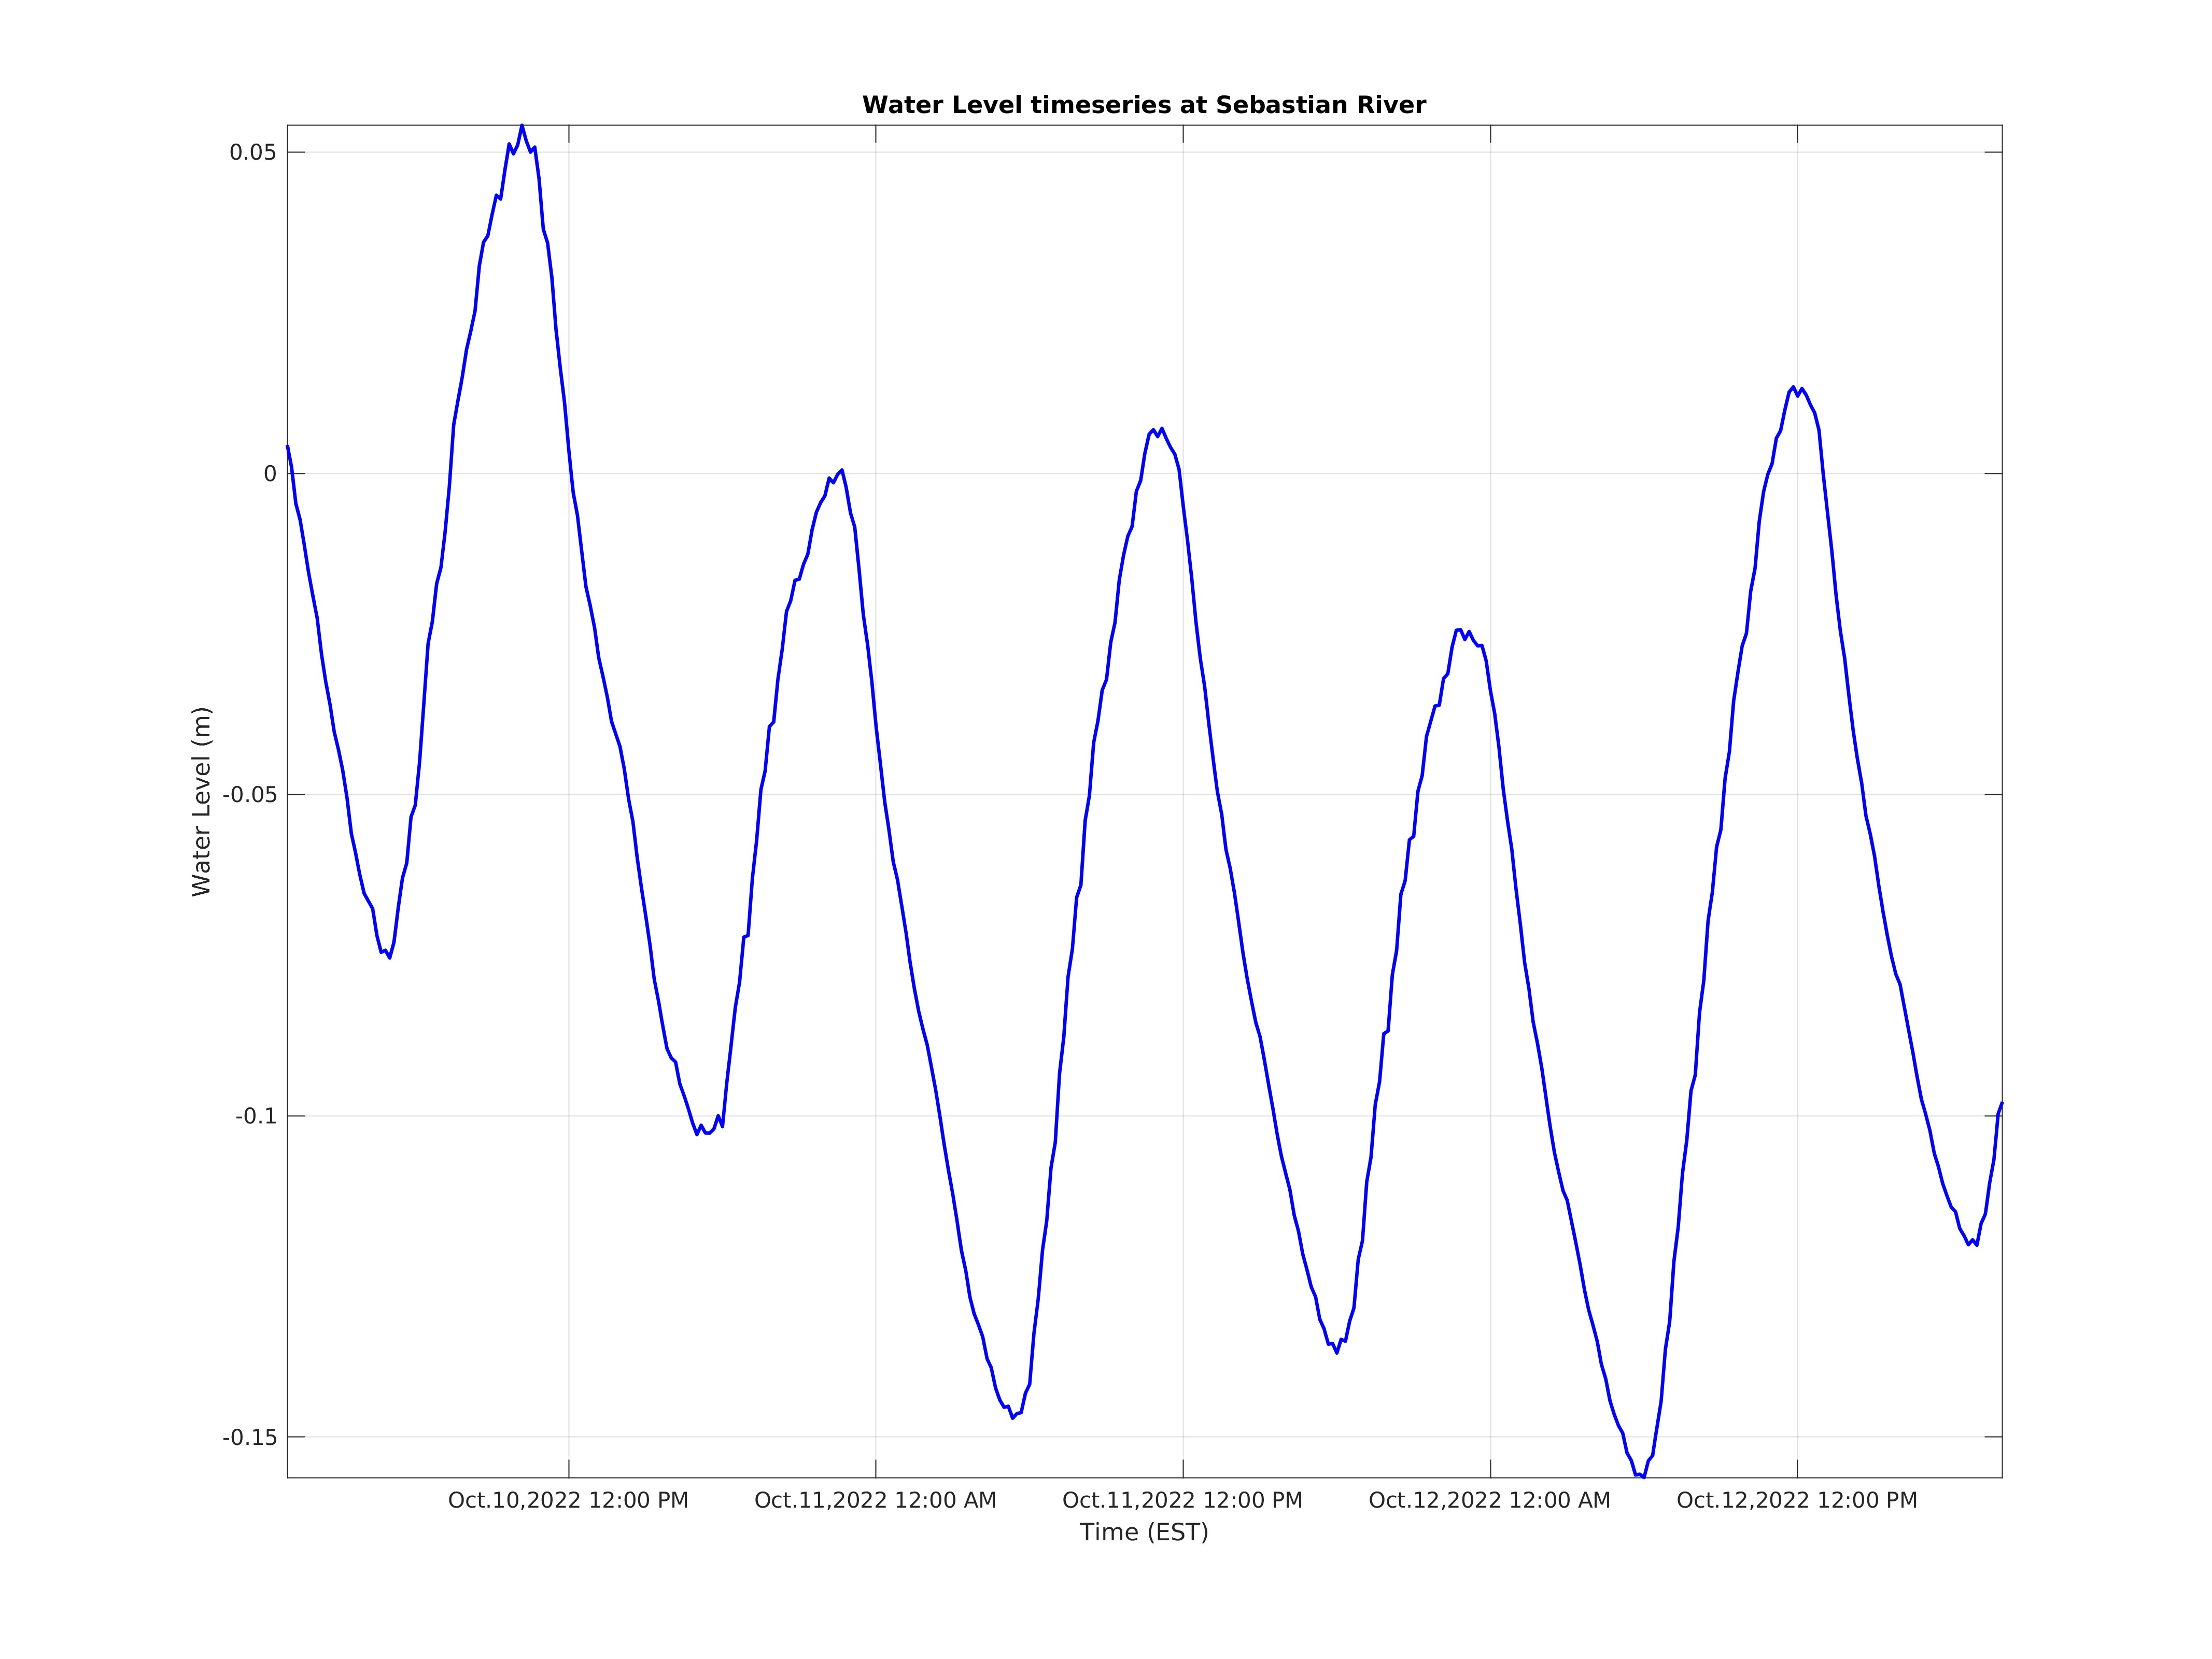 Water Level timeseries at Sebastian River
0.05
0
-0.05
-0.1
-0.15
Water Level (m)
Oct.10,2022 12:00 PM
Oct.11,2022 12:00 AM
Oct.11,2022 12:00 PM
Oct.12,2022 12:00 AM
Oct.12,2022 12:00 PM
Time (EST)